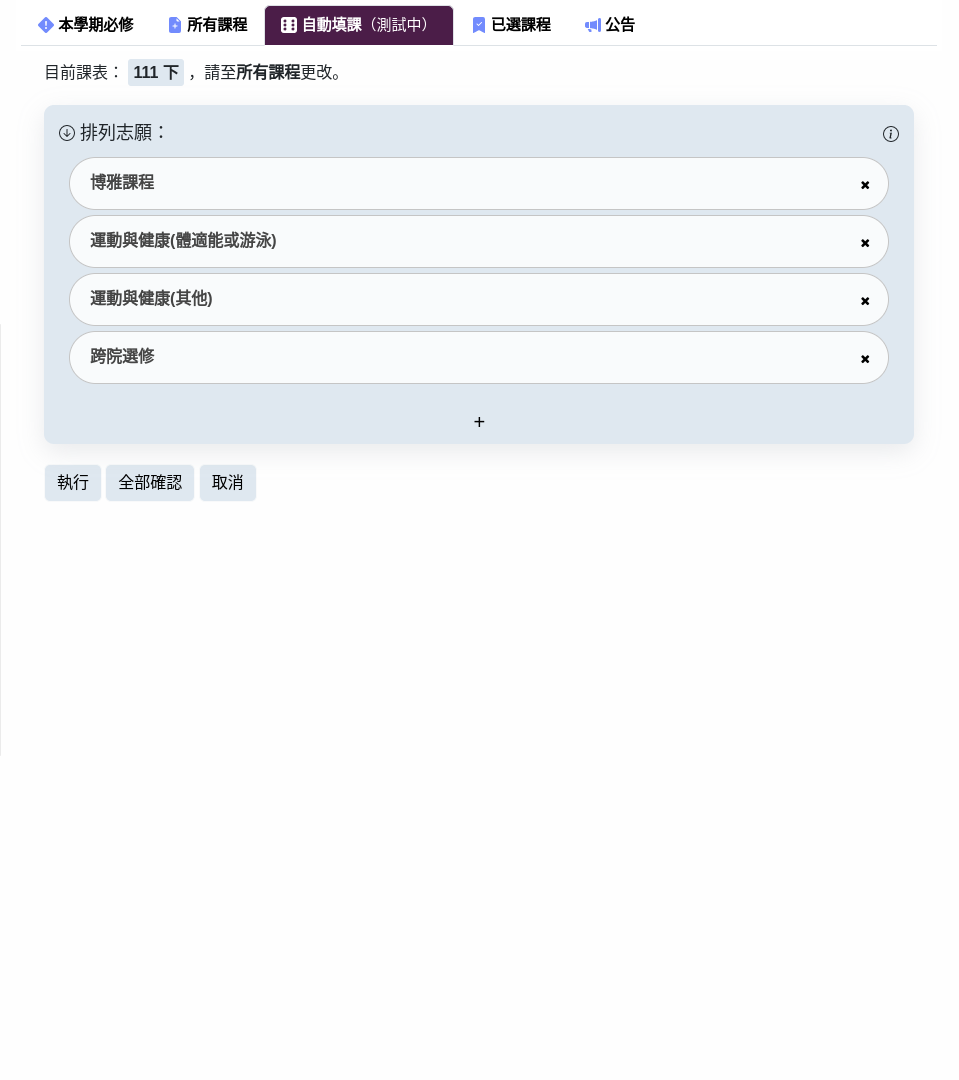 本學期必修 所有課程 自動填課（測試中） 已選課程 公告
目前課表： 111 下 ，請至所有課程更改。
排列志願：
博雅課程
運動與健康(體適能或游泳)
運動與健康(其他)
跨院選修
+
執行 全部確認 取消